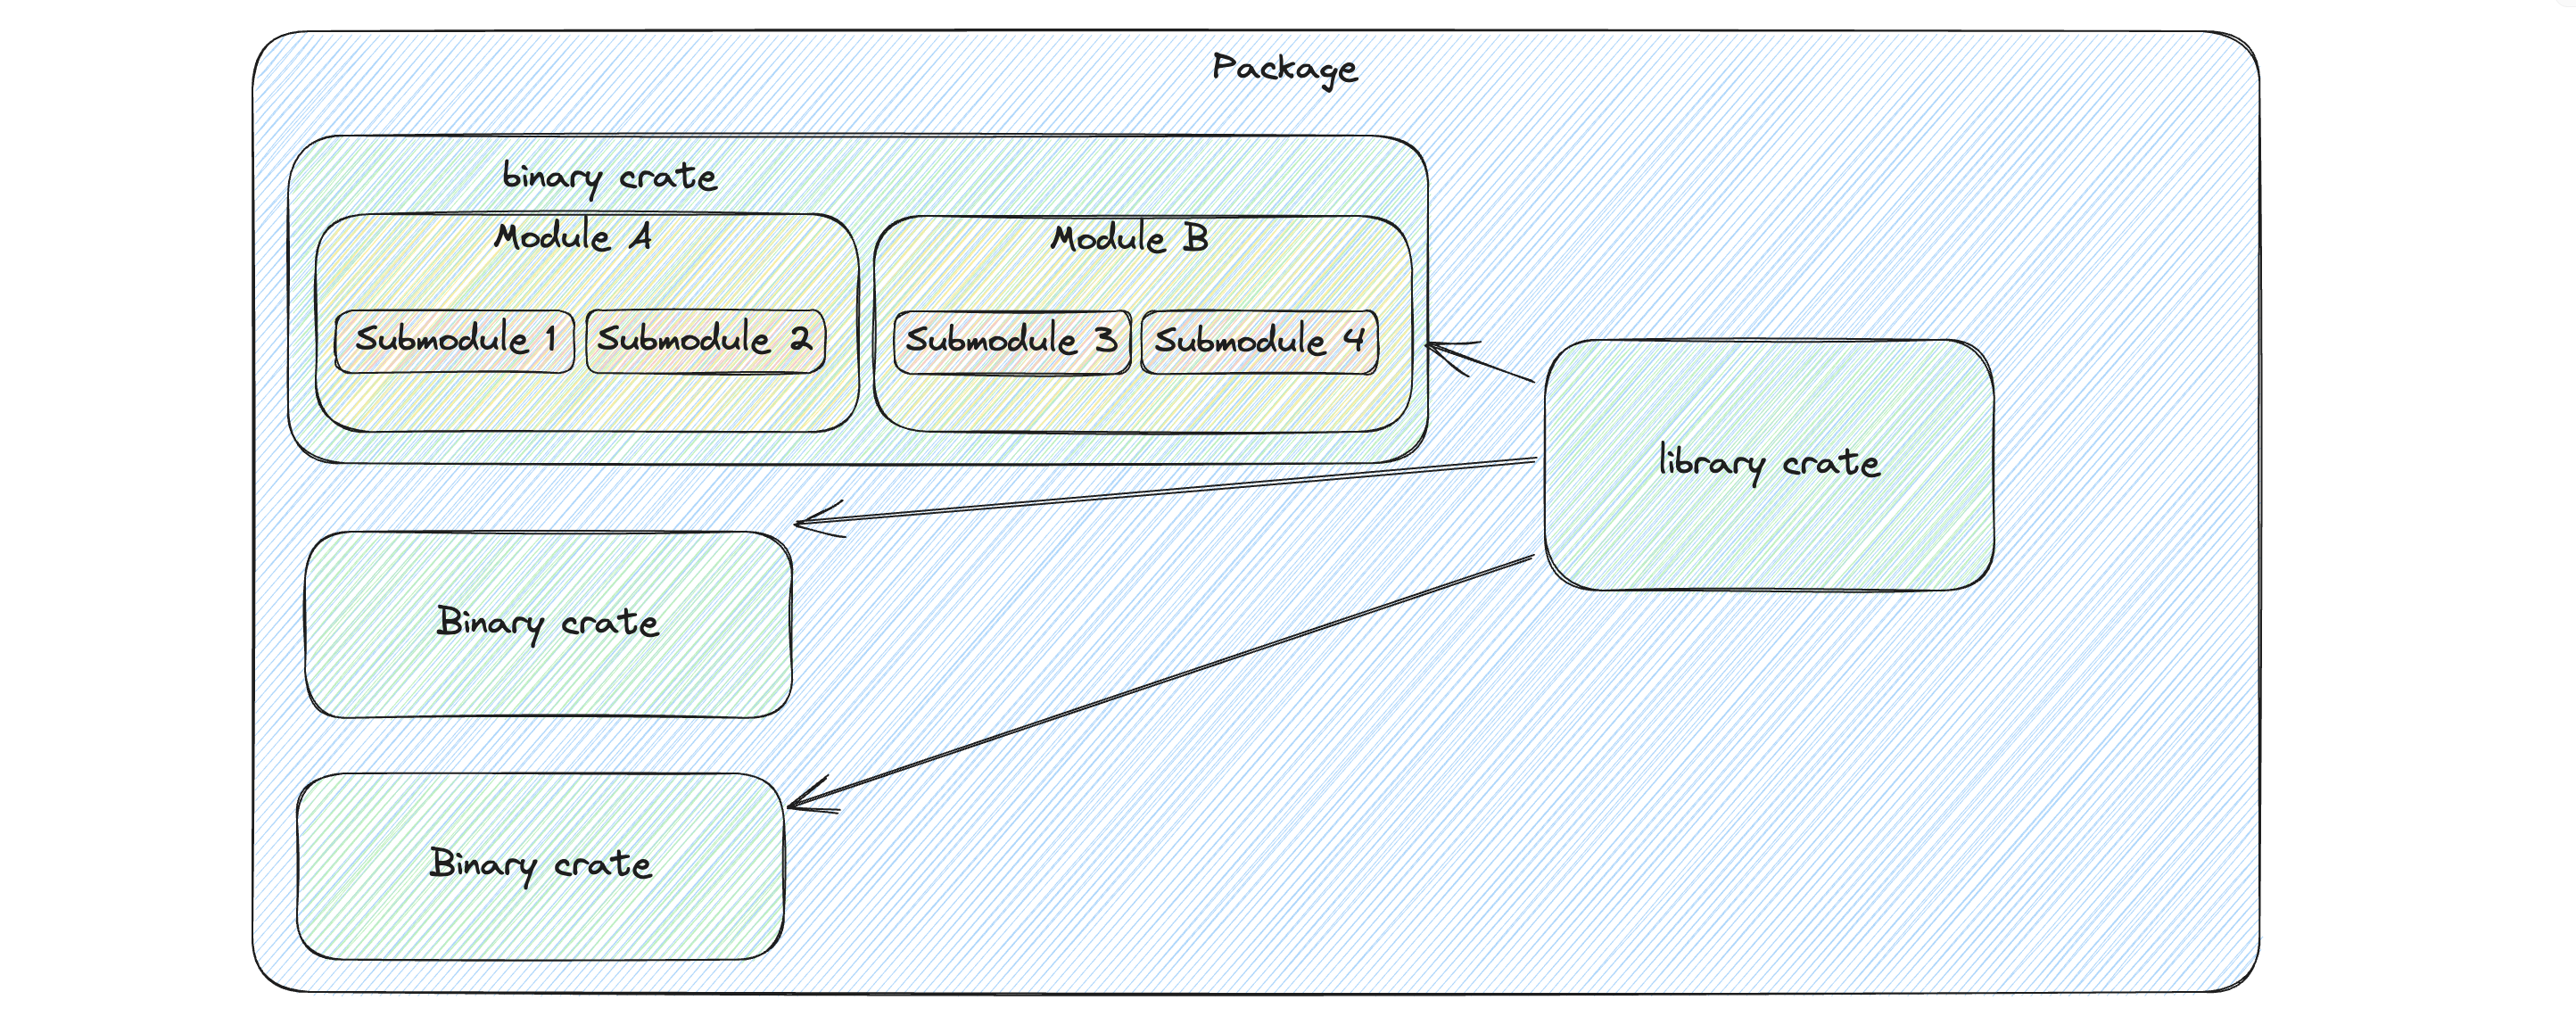 Package
binary crate
Module A
Module B
Submodule 1
Submodule 2
Submodule 3
Submodule 4
library crate
Binary crate
Binary crate